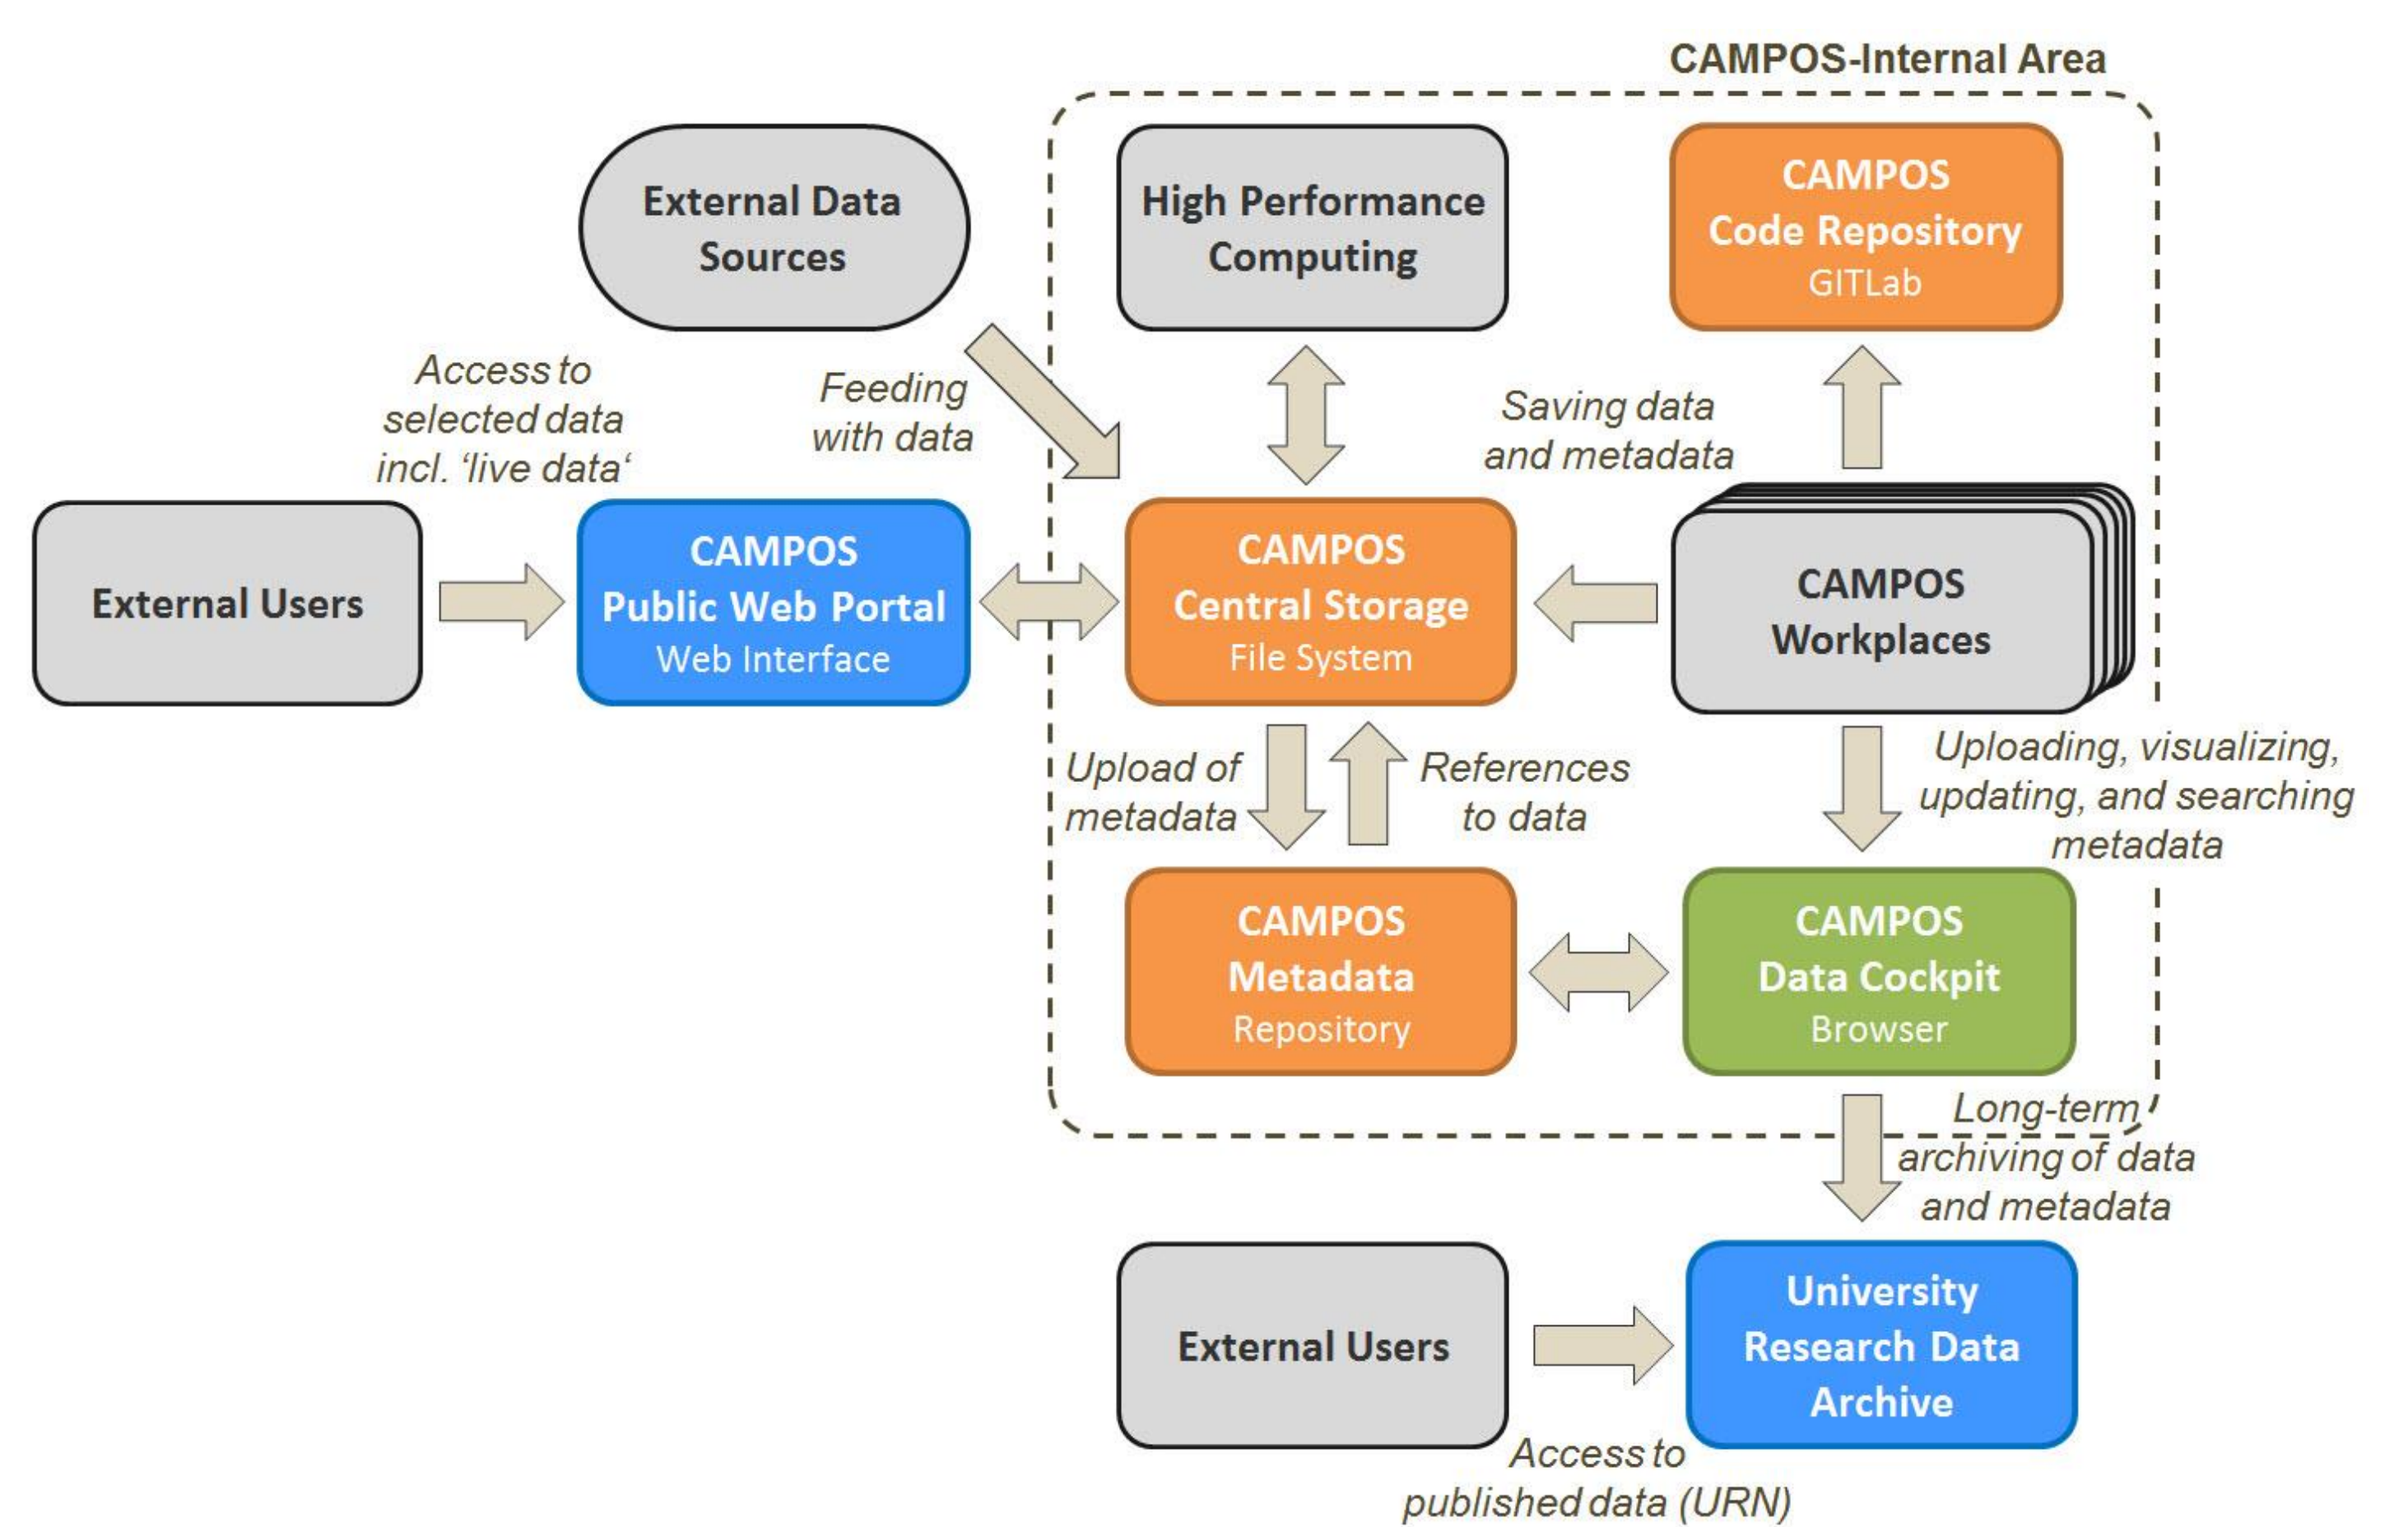 CAMPOS-Internal Area
External Data
Sources
High Performance
Computing
CAMPOS
Code Repository
GITLab
Access to
selected data
incl. ‘live data‘
Feeding
with data
Saving data
and metadata
External Users
CAMPOS
Public Web Portal
Web Interface
CAMPOS
Central Storage
File System
CAMPOS
Workplaces
Upload of
metadata
References
to data
Uploading, visualizing,
updating, and searching
metadata
CAMPOS
Metadata
Repository
CAMPOS
Data Cockpit
Browser
Long-term
archiving of data
and metadata
External Users
University
Research Data
Archive
Access to
published data (URN)